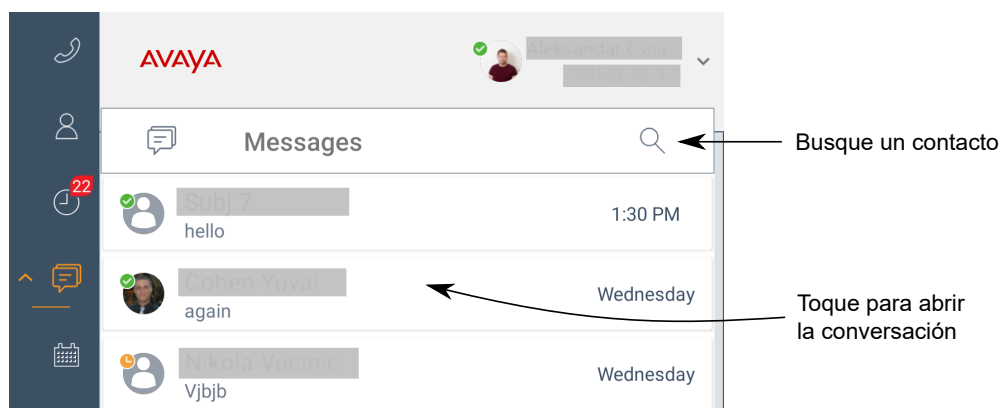 AVAYA
Messages
Busque un contacto
22
1:30 PM
hello
Wednesday
again
Toque para abrir
la conversación
Wednesday
Vjbjb